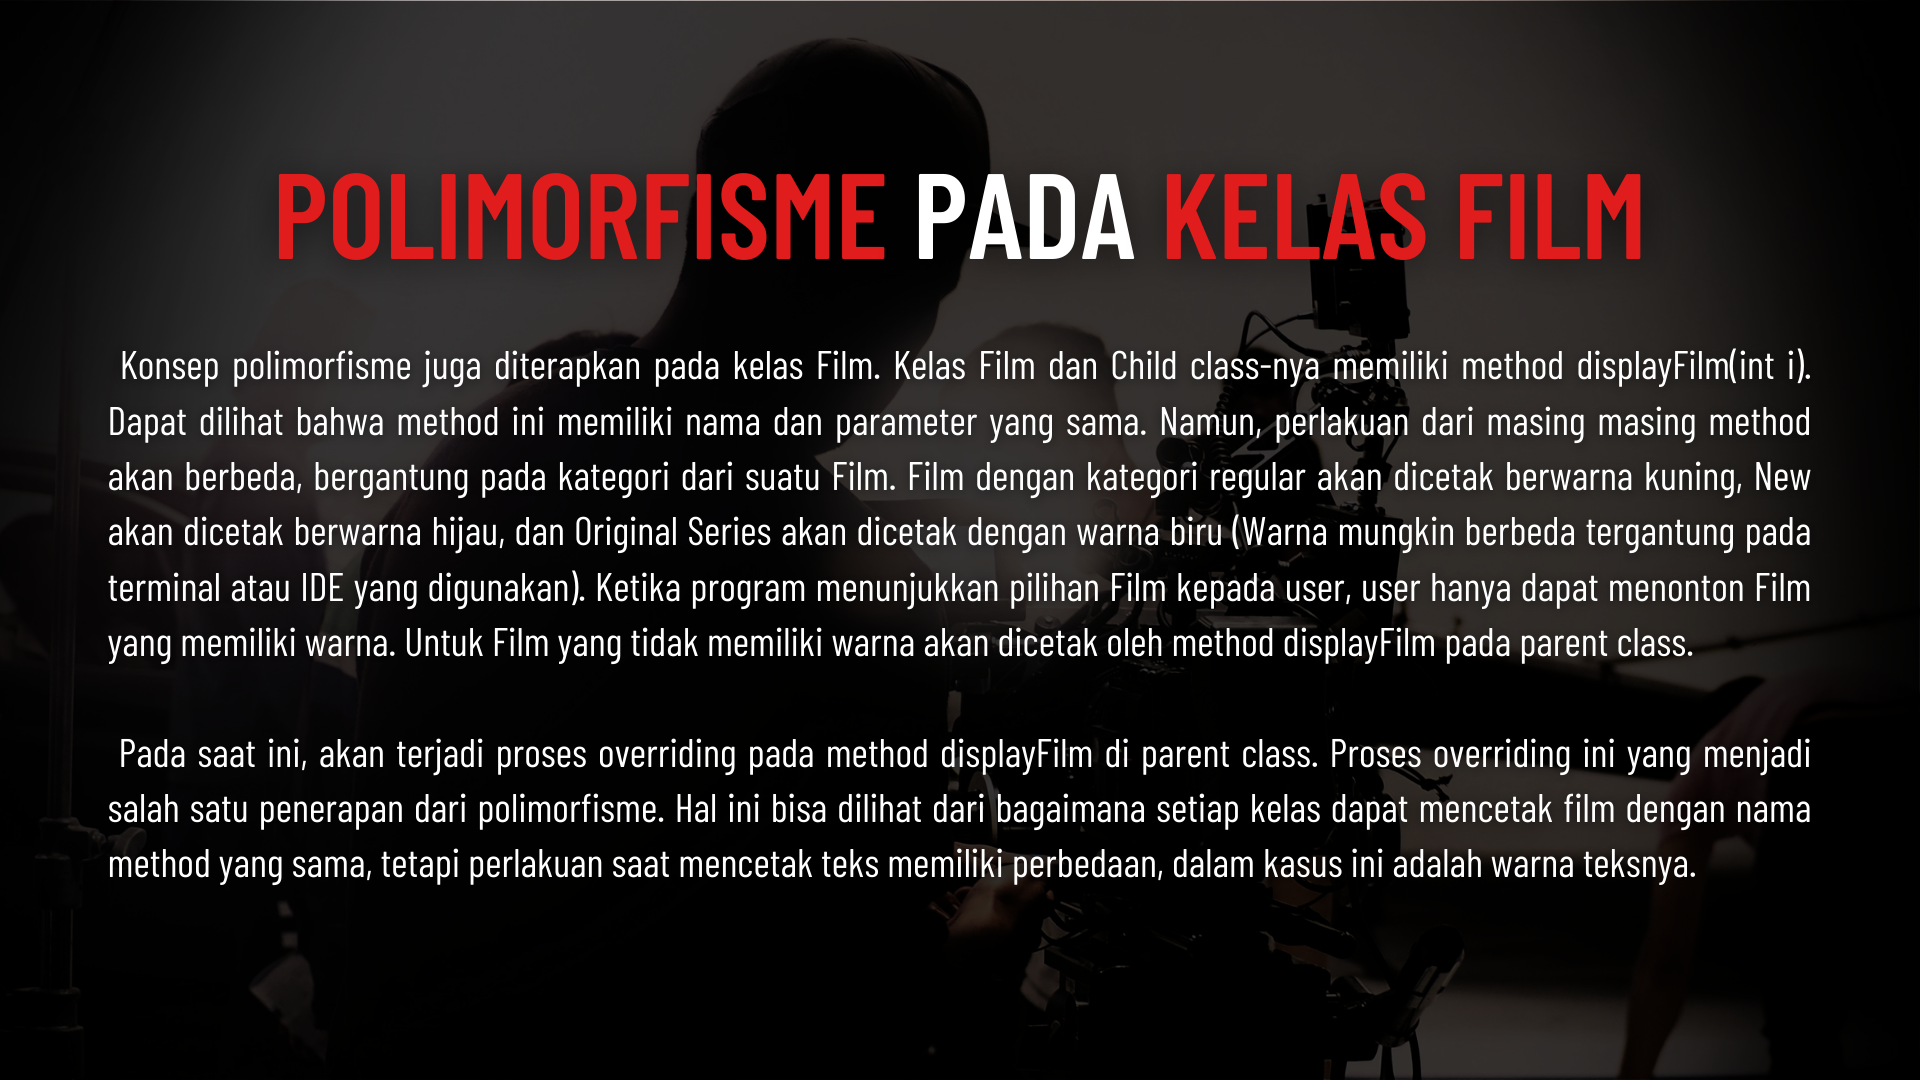 POLIMORFISME PADA KELAS FILM
Konsep polimorfisme juga diterapkan pada kelas Film. Kelas Film dan Child class-nya memiliki method displayFilm(int i).
Dapat dilihat bahwa method ini memiliki nama dan parameter yang sama. Namun, perlakuan dari masing masing method
akan berbeda, bergantung pada kategori dari suatu Film. Film dengan kategori regular akan dicetak berwarna kuning, New
akan dicetak berwarna hijau, dan Original Series akan dicetak dengan warna biru (Warna mungkin berbeda tergantung pada
terminal atau IDE yang digunakan). Ketika program menunjukkan pilihan Film kepada user, user hanya dapat menonton Film
yang memiliki warna. Untuk Film yang tidak memiliki warna akan dicetak oleh method displayFilm pada parent class.
Pada saat ini, akan terjadi proses overriding pada method displayFilm di parent class. Proses overriding ini yang menjadi
salah satu penerapan dari polimorfisme. Hal ini bisa dilihat dari bagaimana setiap kelas dapat mencetak film dengan nama
method yang sama, tetapi perlakuan saat mencetak teks memiliki perbedaan, dalam kasus ini adalah warna teksnya.